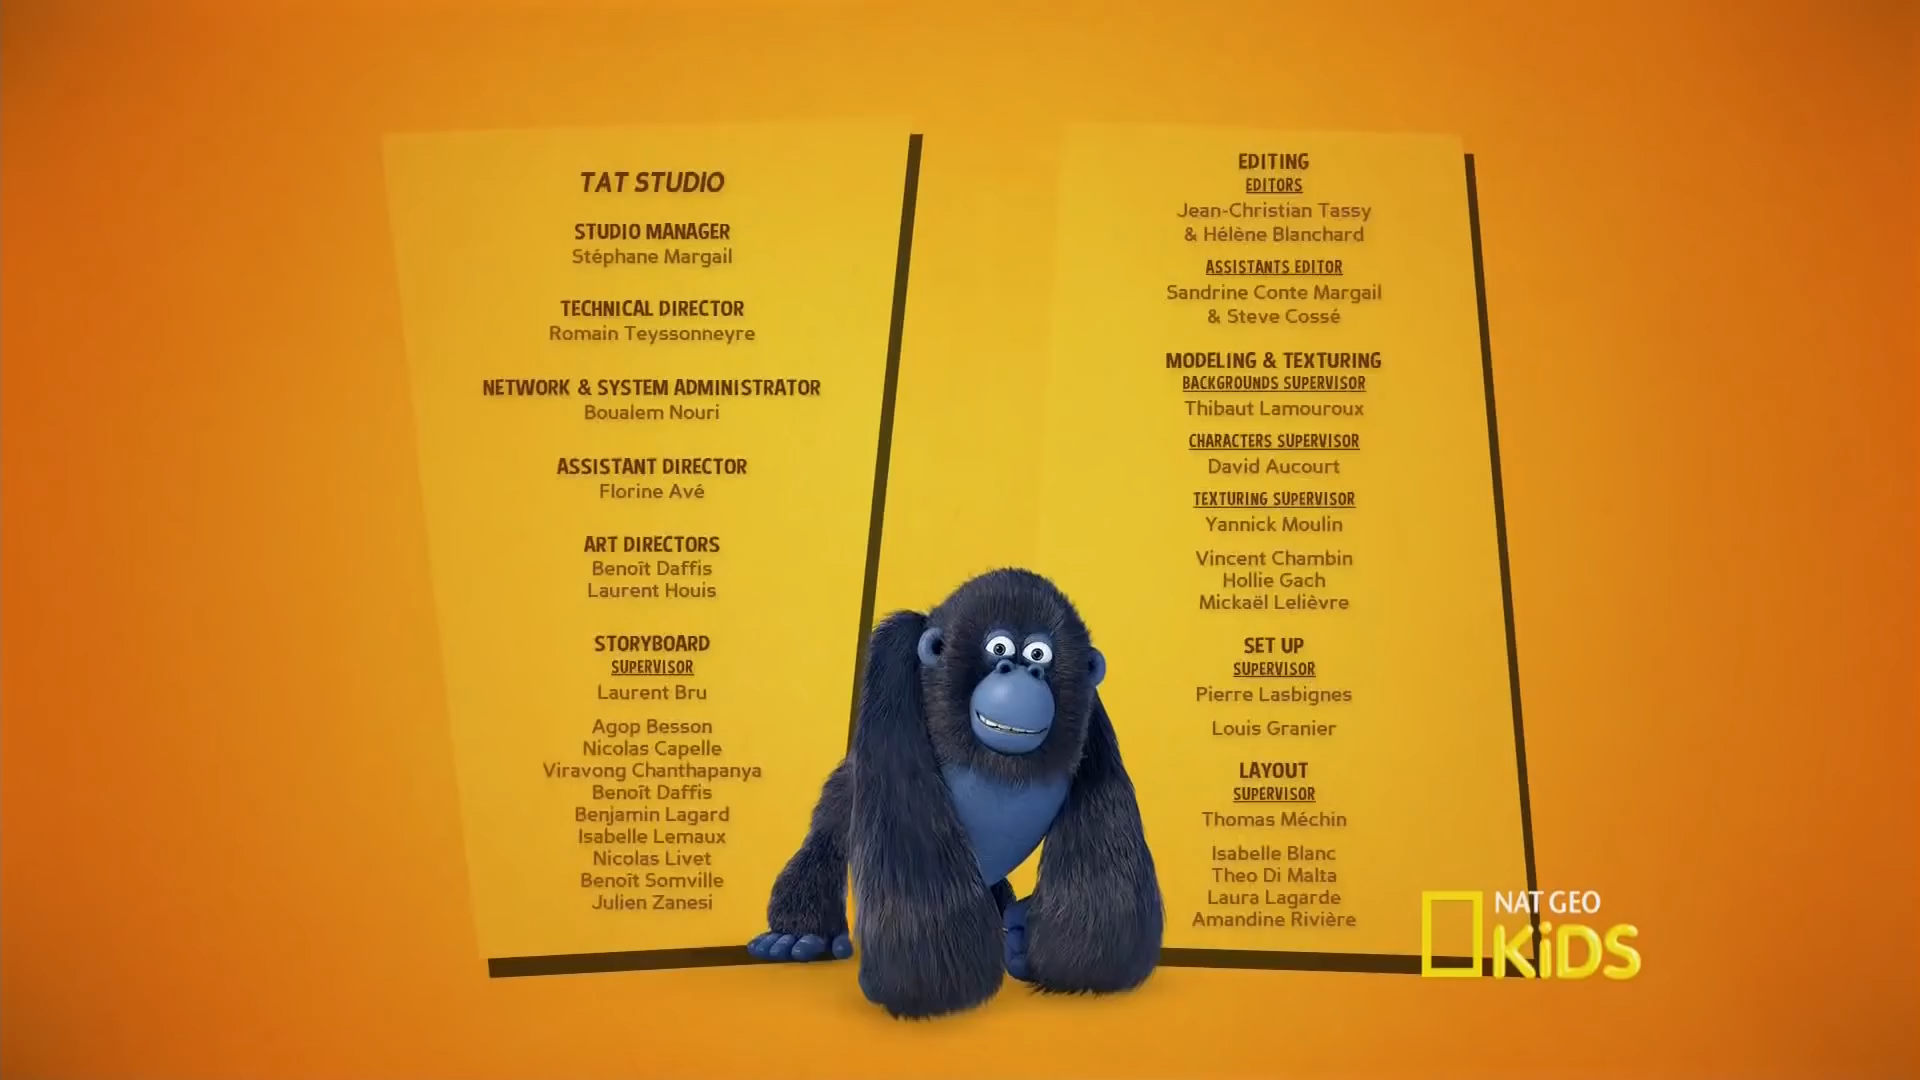 TAT STUDIO
STUDIO MANAGER
Stéphane Margail
TECHNICAL DIRECTOR
Romain Teyssonneyre
NETWORK & SYSTEM ADMINISTRATOR
Boualem Nouri
ASSISTANT DIRECTOR
Florine Avé
ART DIRECTORS
Benoît Daffis
Laurent Houis
STORYBOARD
SUPERVISOR
Laurent Bru
Agop Besson
Nicolas Capelle
Viravong Chanthapanya
Benoît Daffis
Benjamin Lagard
Isabelle Lemaux
Nicolas Livet
Benoît Somville
Julien Zanesi
EDITING
EDITORS
Jean-Christian Tassy
& Hélène Blanchard
ASSISTANTS EDITOR
Sandrine Conte Margail
& Steve Cossé
MODELING & TEXTURING
BACKGROUNDS SUPERVISOR
Thibaut Lamouroux
CHARACTERS SUPERVISOR
David Aucourt
TEXTURING SUPERVISOR
Yannick Moulin
Vincent Chambin
Hollie Gach
Mickaël Lelièvre
SET UP
SUPERVISOR
Pierre Lasbignes
Louis Granier
LAYOUT
SUPERVISOR
Thomas Méchin
Isabelle Blanc
Theo Di Malta
Laura Lagarde
Amandine Rivière
NAT GEO
KiDS